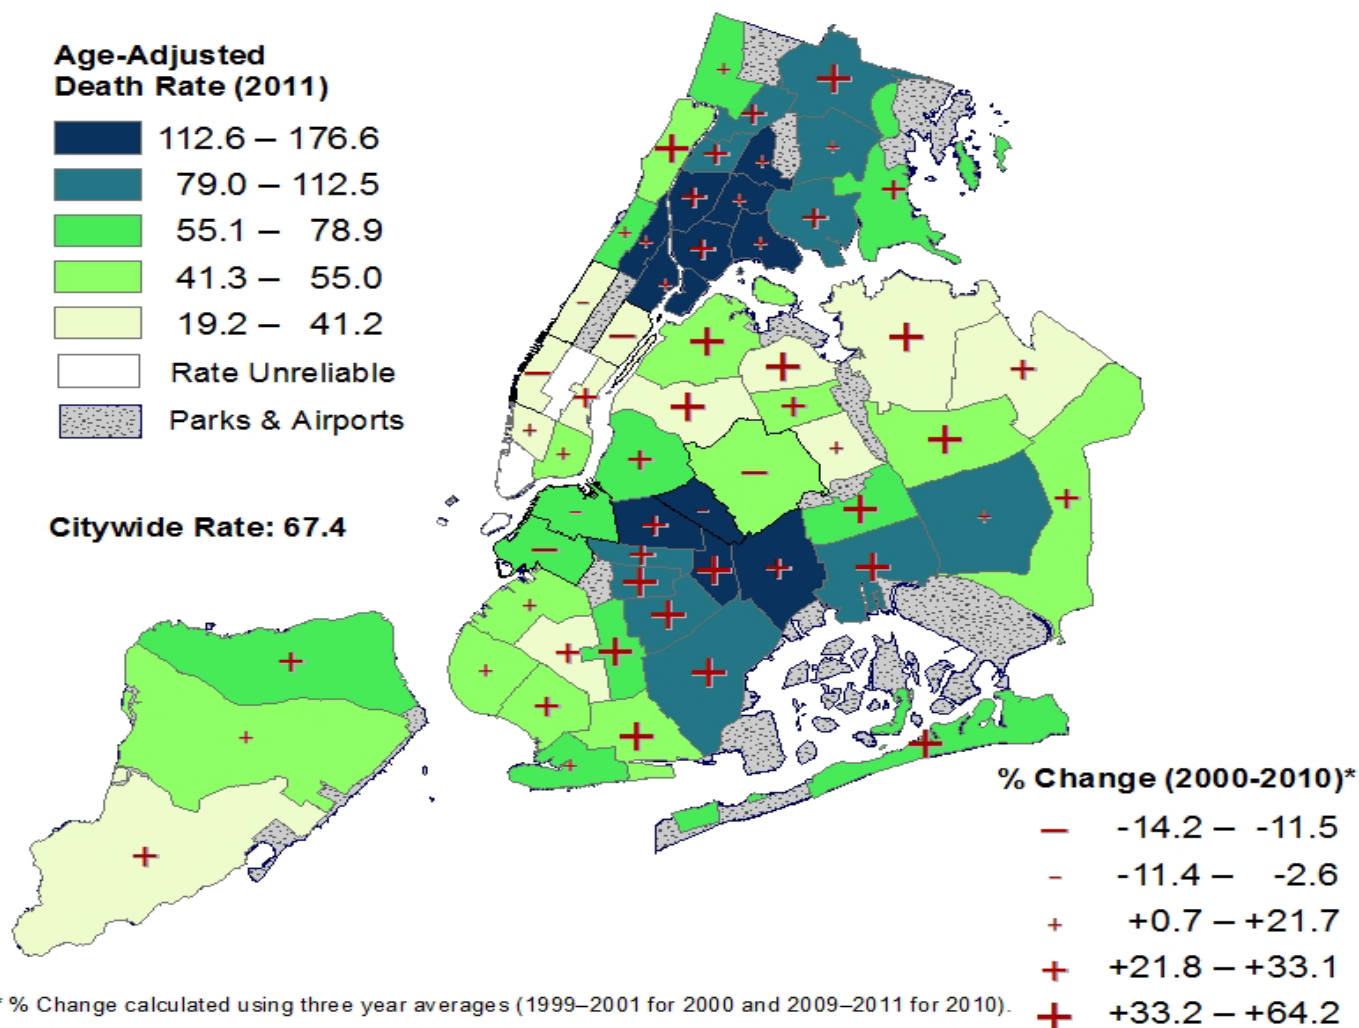 Age-Adjusted
Death Rate (2011)
112.6 – 176.6
79.0 – 112.5
55.1 – 78.9
41.3 – 55.0
19.2 – 41.2
Rate Unreliable
Parks & Airports
Citywide Rate: 67.4
% Change (2000-2010)*
-14.2 – -11.5
-11.4 – -2.6
+0.7 – +21.7
+21.8 – +33.1
+33.2 – +64.2
* % Change calculated using three year averages (1999–2001 for 2000 and 2009–2011 for 2010).